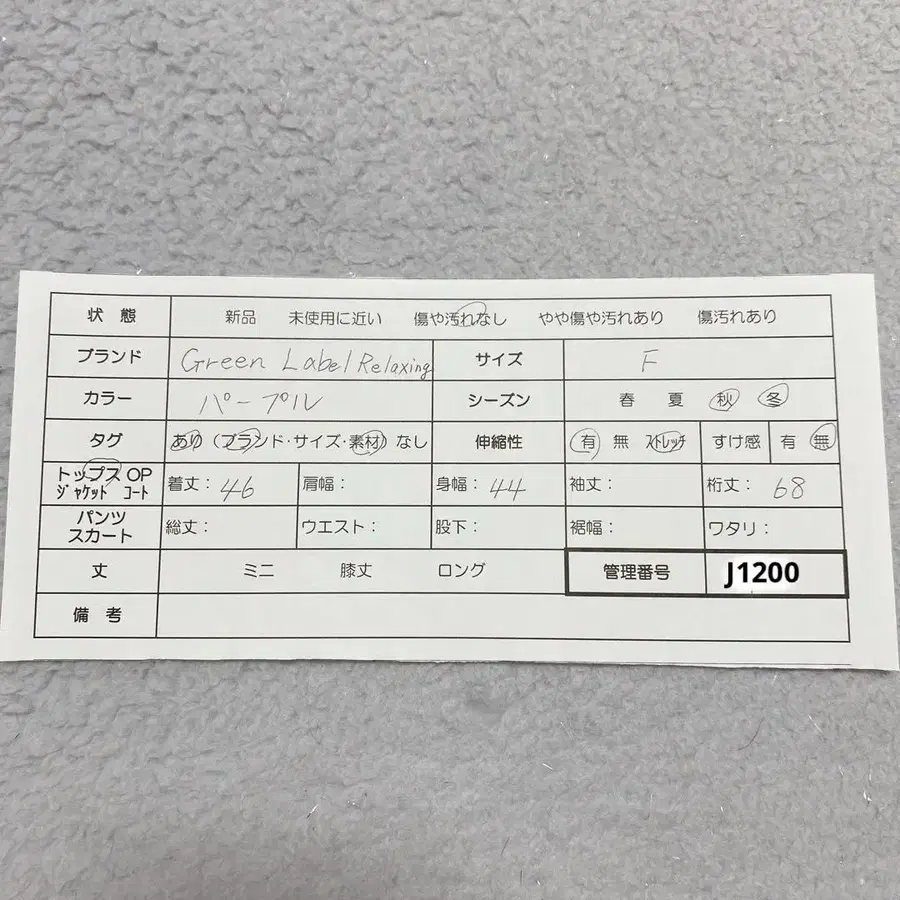 状 態 新品 未使用に近い 傷や汚れなし やや傷や汚れあり 傷汚れあり
ブランド Green Label Relaxing サイズ F
カラー パープル シーズン 春 夏 秋 冬
タグ あり (ブランド・サイズ・素材) なし 伸縮性 有 無 ストレッチ すけ感 有 無
トップス OP 着丈: 46 肩幅: 身幅: 44 袖丈: 裄丈: 68
ジャケット コート
パンツ 総丈: ウエスト: 股下: 裾幅: ワタリ:
スカート
丈 ミニ 膝丈 ロング 管理番号 J1200
備 考